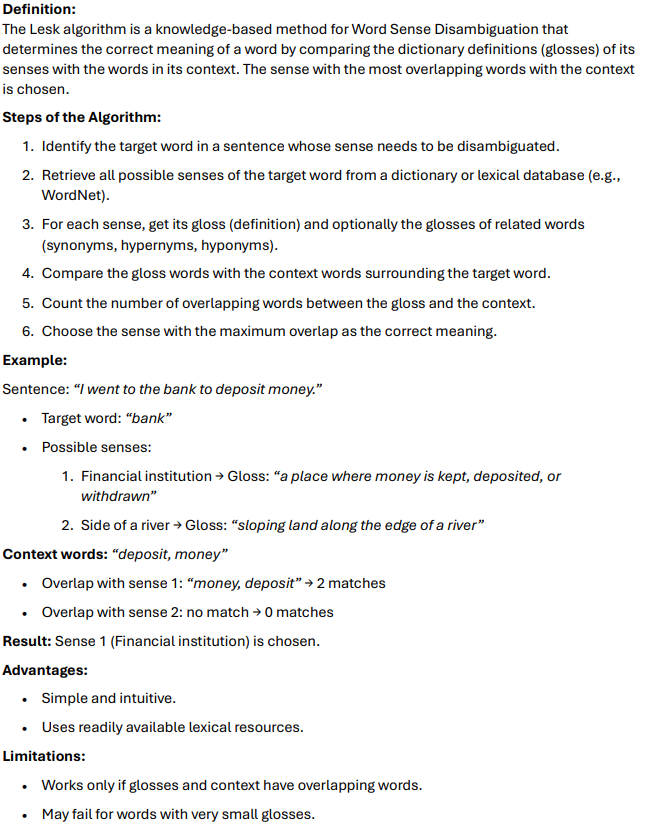 Definition:
The Lesk algorithm is a knowledge-based method for Word Sense Disambiguation that
determines the correct meaning of a word by comparing the dictionary definitions (glosses) of its
senses with the words in its context. The sense with the most overlapping words with the context
is chosen.
Steps of the Algorithm:
1. Identify the target word in a sentence whose sense needs to be disambiguated.
2. Retrieve all possible senses of the target word from a dictionary or lexical database (e.g.,
WordNet).
3. For each sense, get its gloss (definition) and optionally the glosses of related words
(synonyms, hypernyms, hyponyms).
4. Compare the gloss words with the context words surrounding the target word.
5. Count the number of overlapping words between the gloss and the context.
6. Choose the sense with the maximum overlap as the correct meaning.
Example:
Sentence: “I went to the bank to deposit money.”
• Target word: “bank”
• Possible senses:
1. Financial institution → Gloss: “a place where money is kept, deposited, or
withdrawn”
2. Side of a river → Gloss: “sloping land along the edge of a river”
Context words: “deposit, money”
• Overlap with sense 1: “money, deposit” → 2 matches
• Overlap with sense 2: no match → 0 matches
Result: Sense 1 (Financial institution) is chosen.
Advantages:
• Simple and intuitive.
• Uses readily available lexical resources.
Limitations:
• Works only if glosses and context have overlapping words.
• May fail for words with very small glosses.